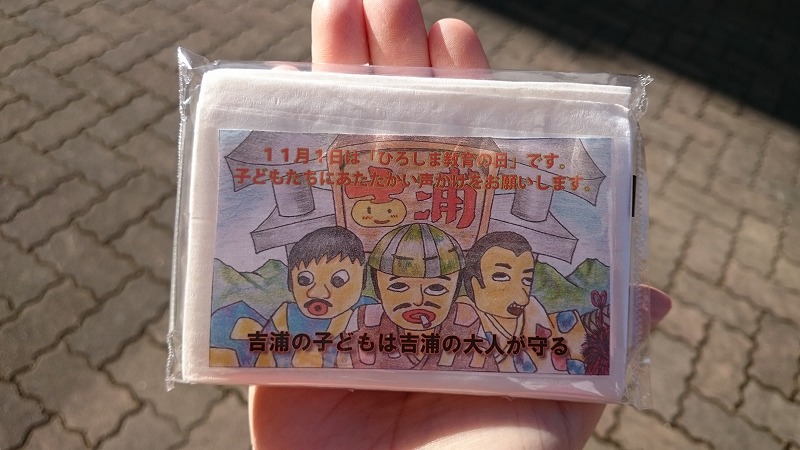 11月1日は「ひろしま教育の日」です。
子どもたちにあたたかい声かけをお願いします。
吉浦
吉浦の子どもは吉浦の大人が守る